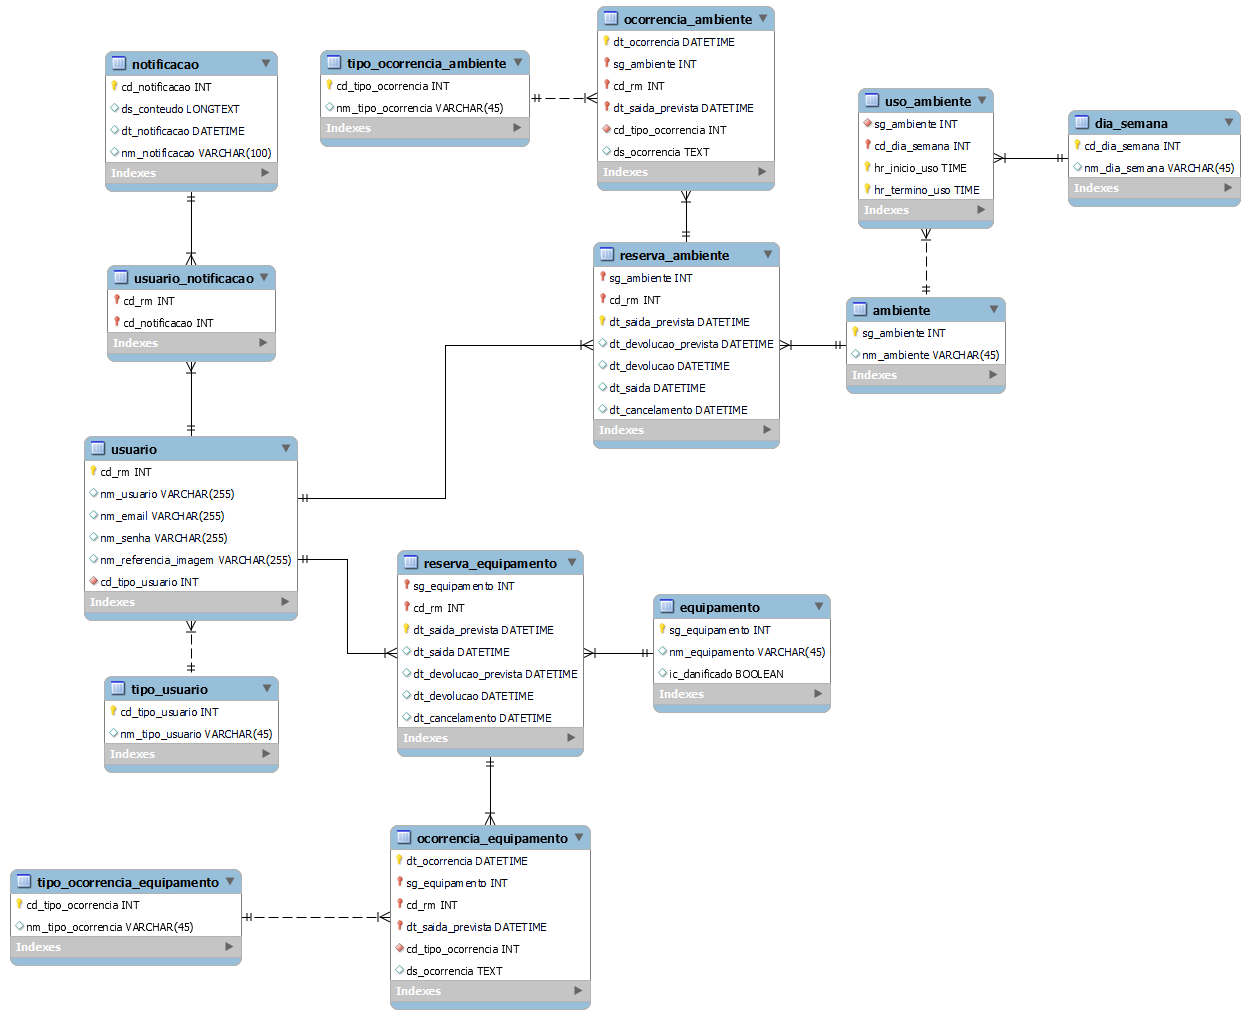 notificacao
cd_notificacao INT
ds_conteudo LONGTEXT
dt_notificacao DATETIME
nm_notificacao VARCHAR(100)
Indexes
tipo_ocorrencia_ambiente
cd_tipo_ocorrencia INT
nm_tipo_ocorrencia VARCHAR(45)
Indexes
ocorrencia_ambiente
dt_ocorrencia DATETIME
sg_ambiente INT
cd_rm INT
dt_saida_prevista DATETIME
cd_tipo_ocorrencia INT
ds_ocorrencia TEXT
Indexes
uso_ambiente
sg_ambiente INT
cd_dia_semana INT
hr_inicio_uso TIME
hr_termino_uso TIME
Indexes
dia_semana
cd_dia_semana INT
nm_dia_semana VARCHAR(45)
Indexes
usuario_notificacao
cd_rm INT
cd_notificacao INT
Indexes
reserva_ambiente
sg_ambiente INT
cd_rm INT
dt_saida_prevista DATETIME
dt_devolucao_prevista DATETIME
dt_devolucao DATETIME
dt_saida DATETIME
dt_cancelamento DATETIME
Indexes
ambiente
sg_ambiente INT
nm_ambiente VARCHAR(45)
Indexes
usuario
cd_rm INT
nm_usuario VARCHAR(255)
nm_email VARCHAR(255)
nm_senha VARCHAR(255)
nm_referencia_imagem VARCHAR(255)
cd_tipo_usuario INT
Indexes
reserva_equipamento
sg_equipamento INT
cd_rm INT
dt_saida_prevista DATETIME
dt_saida DATETIME
dt_devolucao_prevista DATETIME
dt_devolucao DATETIME
dt_cancelamento DATETIME
Indexes
equipamento
sg_equipamento INT
nm_equipamento VARCHAR(45)
ic_danificado BOOLEAN
Indexes
tipo_usuario
cd_tipo_usuario INT
nm_tipo_usuario VARCHAR(45)
Indexes
ocorrencia_equipamento
dt_ocorrencia DATETIME
sg_equipamento INT
cd_rm INT
dt_saida_prevista DATETIME
cd_tipo_ocorrencia INT
ds_ocorrencia TEXT
Indexes
tipo_ocorrencia_equipamento
cd_tipo_ocorrencia INT
nm_tipo_ocorrencia VARCHAR(45)
Indexes